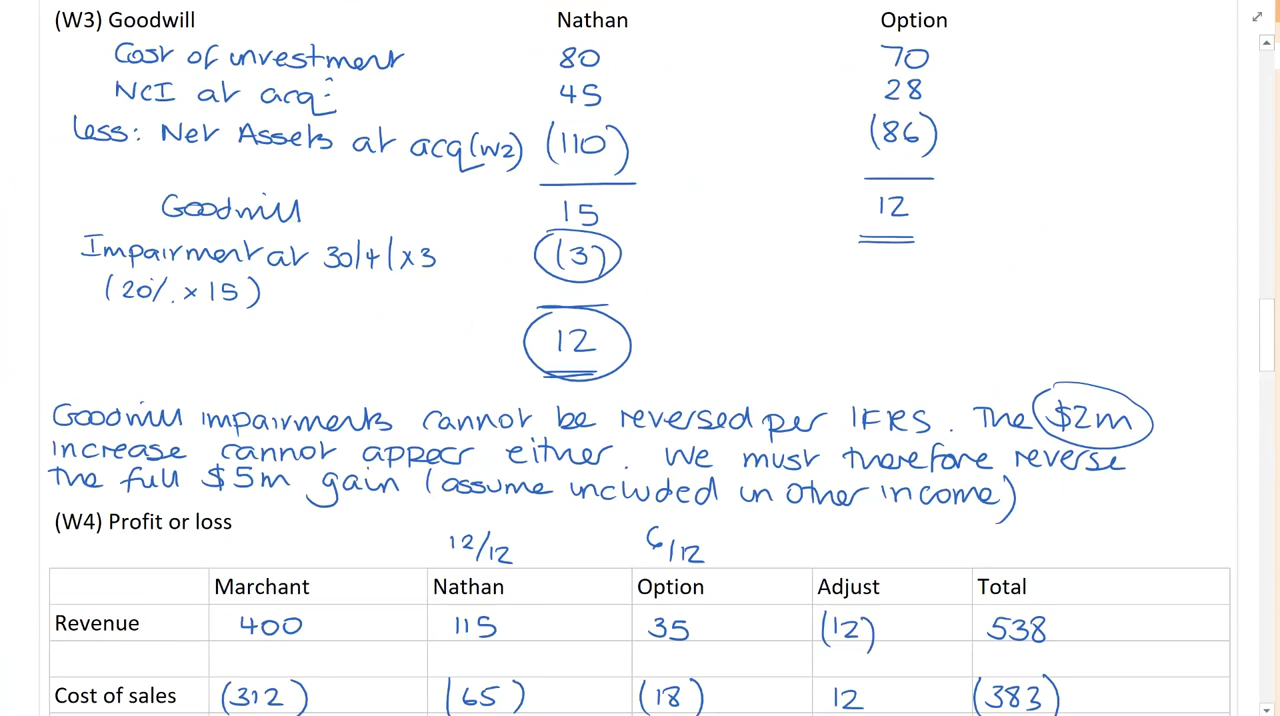 (W3) Goodwill Nathan Option
Cost of investment 80 70
NCI at acq: 45 28
less: Net Assets at acq(W2) (110) (86)
Goodwill 15 12
Impairment at 30/4/x3 (3)
(20% x 15)
12
Goodwill impairments cannot be reversed per IFRS. The $2m
increase cannot appear either. We must therefore reverse
the full $5m gain (assume included in other income)
(W4) Profit or loss
12/12 6/12
Marchant Nathan Option Adjust Total
Revenue 400 115 35 (12) 538
Cost of sales (312) (65) (18) 12 (383)